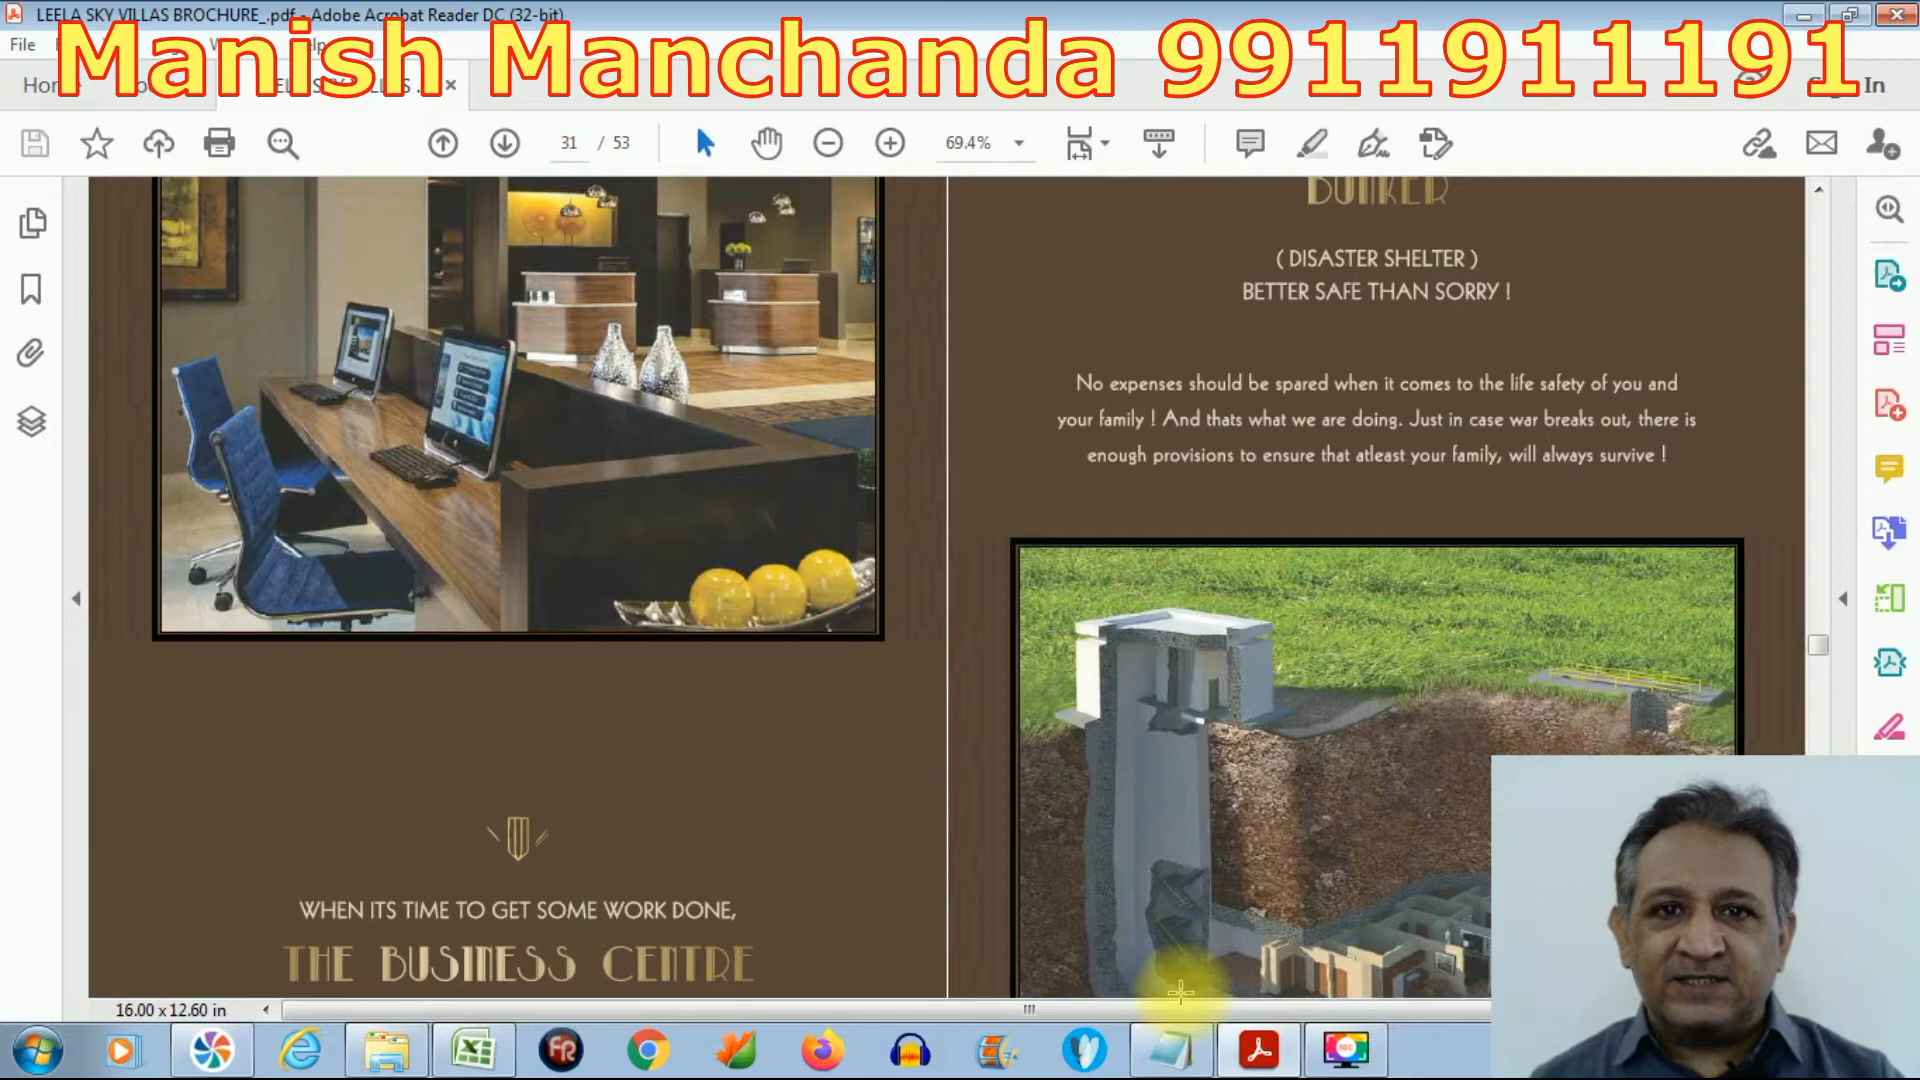 LEELA SKY VILLAS BROCHURE_.pdf - Adobe Acrobat Reader DC (32-bit)
Manish Manchanda 9911911191
File
In
31 / 53
69.4%
BUNKER
( DISASTER SHELTER )
BETTER SAFE THAN SORRY !
No expenses should be spared when it comes to the life safety of you and
your family ! And thats what we are doing. Just in case war breaks out, there is
enough provisions to ensure that atleast your family, will always survive !
WHEN ITS TIME TO GET SOME WORK DONE,
THE BUSINESS CENTRE
16.00 x 12.60 in
FR
REC